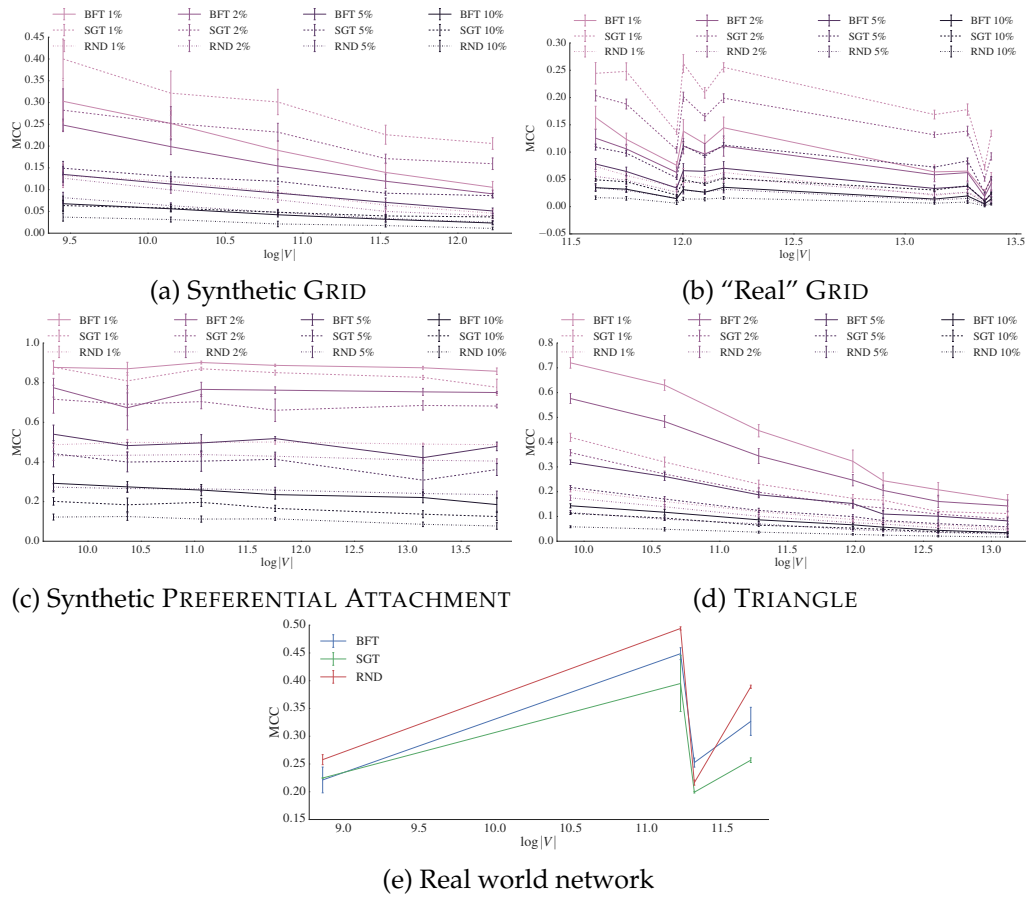 BFT 1% BFT 2% BFT 5% BFT 10%
SGT 1% SGT 2% SGT 5% SGT 10%
RND 1% RND 2% RND 5% RND 10%
0.45
0.40
0.35
0.30
0.25
0.20
0.15
0.10
0.05
0.00
MCC
9.5 10.0 10.5 11.0 11.5 12.0
log|V|
(a) Synthetic GRID
BFT 1% BFT 2% BFT 5% BFT 10%
SGT 1% SGT 2% SGT 5% SGT 10%
RND 1% RND 2% RND 5% RND 10%
0.30
0.25
0.20
0.15
0.10
0.05
0.00
−0.05
MCC
11.5 12.0 12.5 13.0 13.5
log|V|
(b) “Real” GRID
BFT 1% BFT 2% BFT 5% BFT 10%
SGT 1% SGT 2% SGT 5% SGT 10%
RND 1% RND 2% RND 5% RND 10%
1.0
0.8
0.6
0.4
0.2
0.0
MCC
10.0 10.5 11.0 11.5 12.0 12.5 13.0 13.5
log|V|
(c) Synthetic PREFERENTIAL ATTACHMENT
BFT 1% BFT 2% BFT 5% BFT 10%
SGT 1% SGT 2% SGT 5% SGT 10%
RND 1% RND 2% RND 5% RND 10%
0.8
0.7
0.6
0.5
0.4
0.3
0.2
0.1
0.0
MCC
10.0 10.5 11.0 11.5 12.0 12.5 13.0
log|V|
(d) TRIANGLE
BFT
SGT
RND
0.50
0.45
0.40
0.35
0.30
0.25
0.20
0.15
MCC
9.0 9.5 10.0 10.5 11.0 11.5
log|V|
(e) Real world network